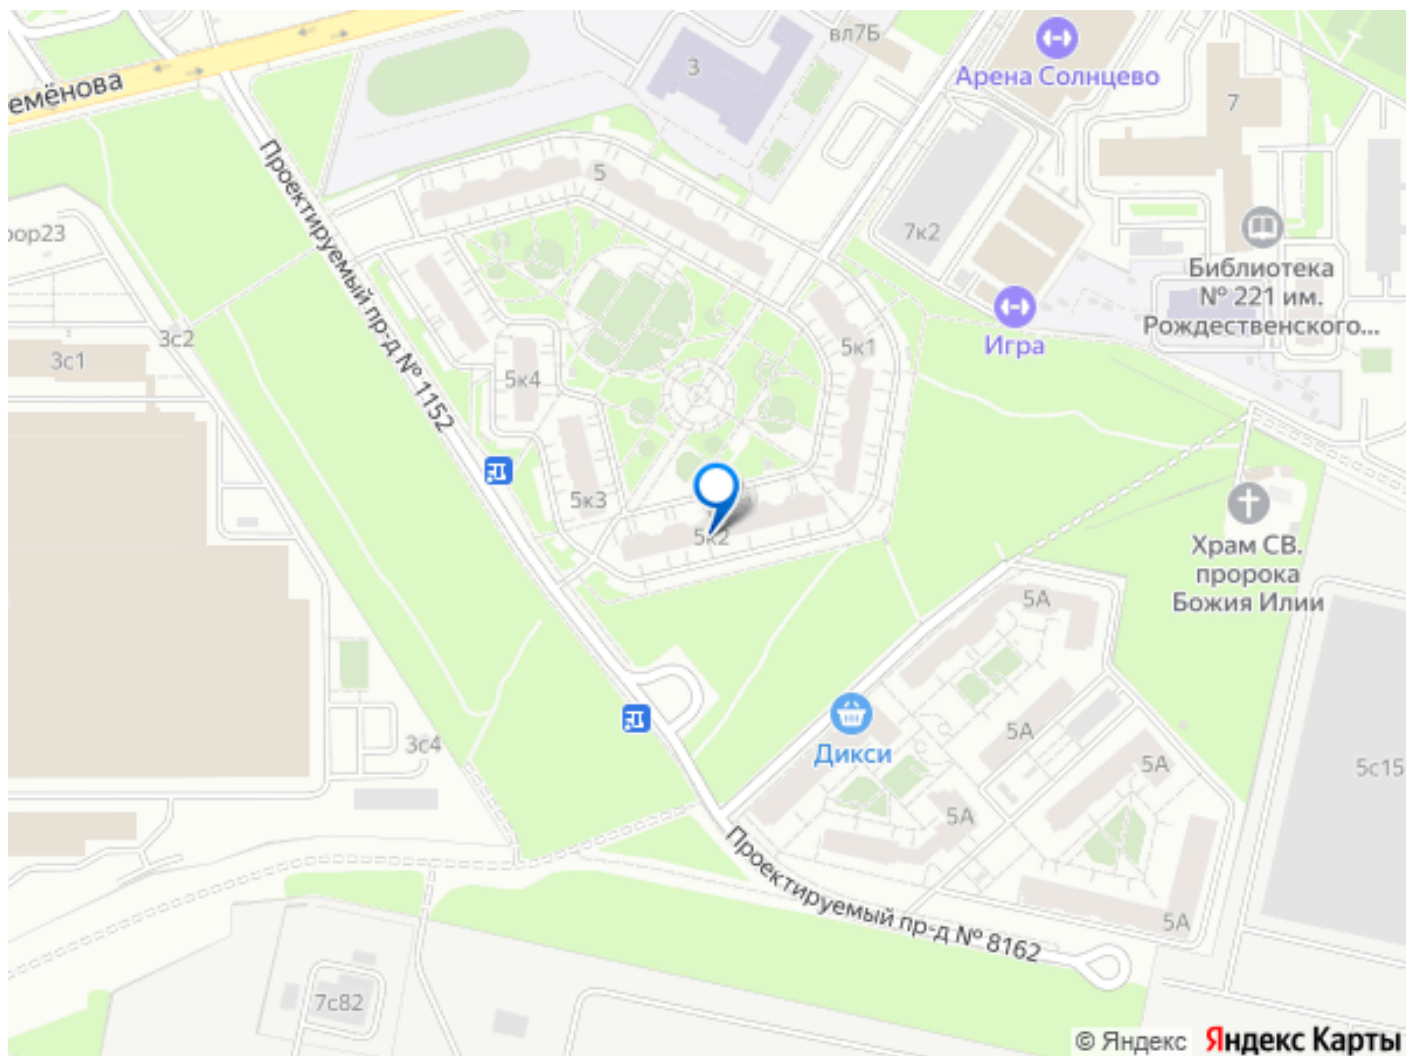 вл7Б
3
Арена Солнцево
7
емёнова
Проектируемый пр-д № 1152
5
7к2
Библиотека
№ 221 им.
Рождественского...
3с2
3с1
5к1
Игра
5к4
5к3
5к2
Храм СВ.
пророка
Божия Илии
5А
5А
Дикси
5А
3с4
5с15
5А
Проектируемый пр-д № 8162
5А
7с82
© Яндекс Яндекс Карты